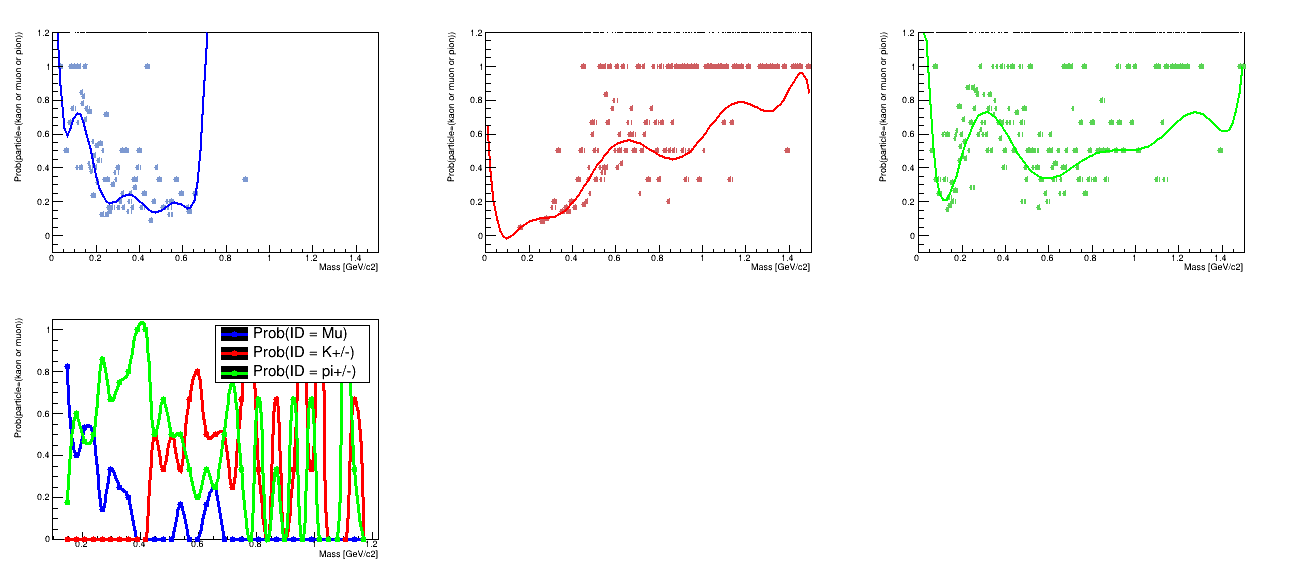 Prob(particle=(kaon or muon or pion))
1.2
1
0.8
0.6
0.4
0.2
0
0 0.2 0.4 0.6 0.8 1 1.2 1.4
Mass [GeV/c2]
Prob(particle=(kaon or muon or pion))
1.2
1
0.8
0.6
0.4
0.2
0
0 0.2 0.4 0.6 0.8 1 1.2 1.4
Mass [GeV/c2]
Prob(particle=(kaon or muon or pion))
1.2
1
0.8
0.6
0.4
0.2
0
0 0.2 0.4 0.6 0.8 1 1.2 1.4
Mass [GeV/c2]
Prob(particle=(kaon or muon))
1
0.8
0.6
0.4
0.2
0
Prob(ID = Mu)
Prob(ID = K+/-)
Prob(ID = pi+/-)
0.2 0.4 0.6 0.8 1 1.2
Mass [GeV/c2]